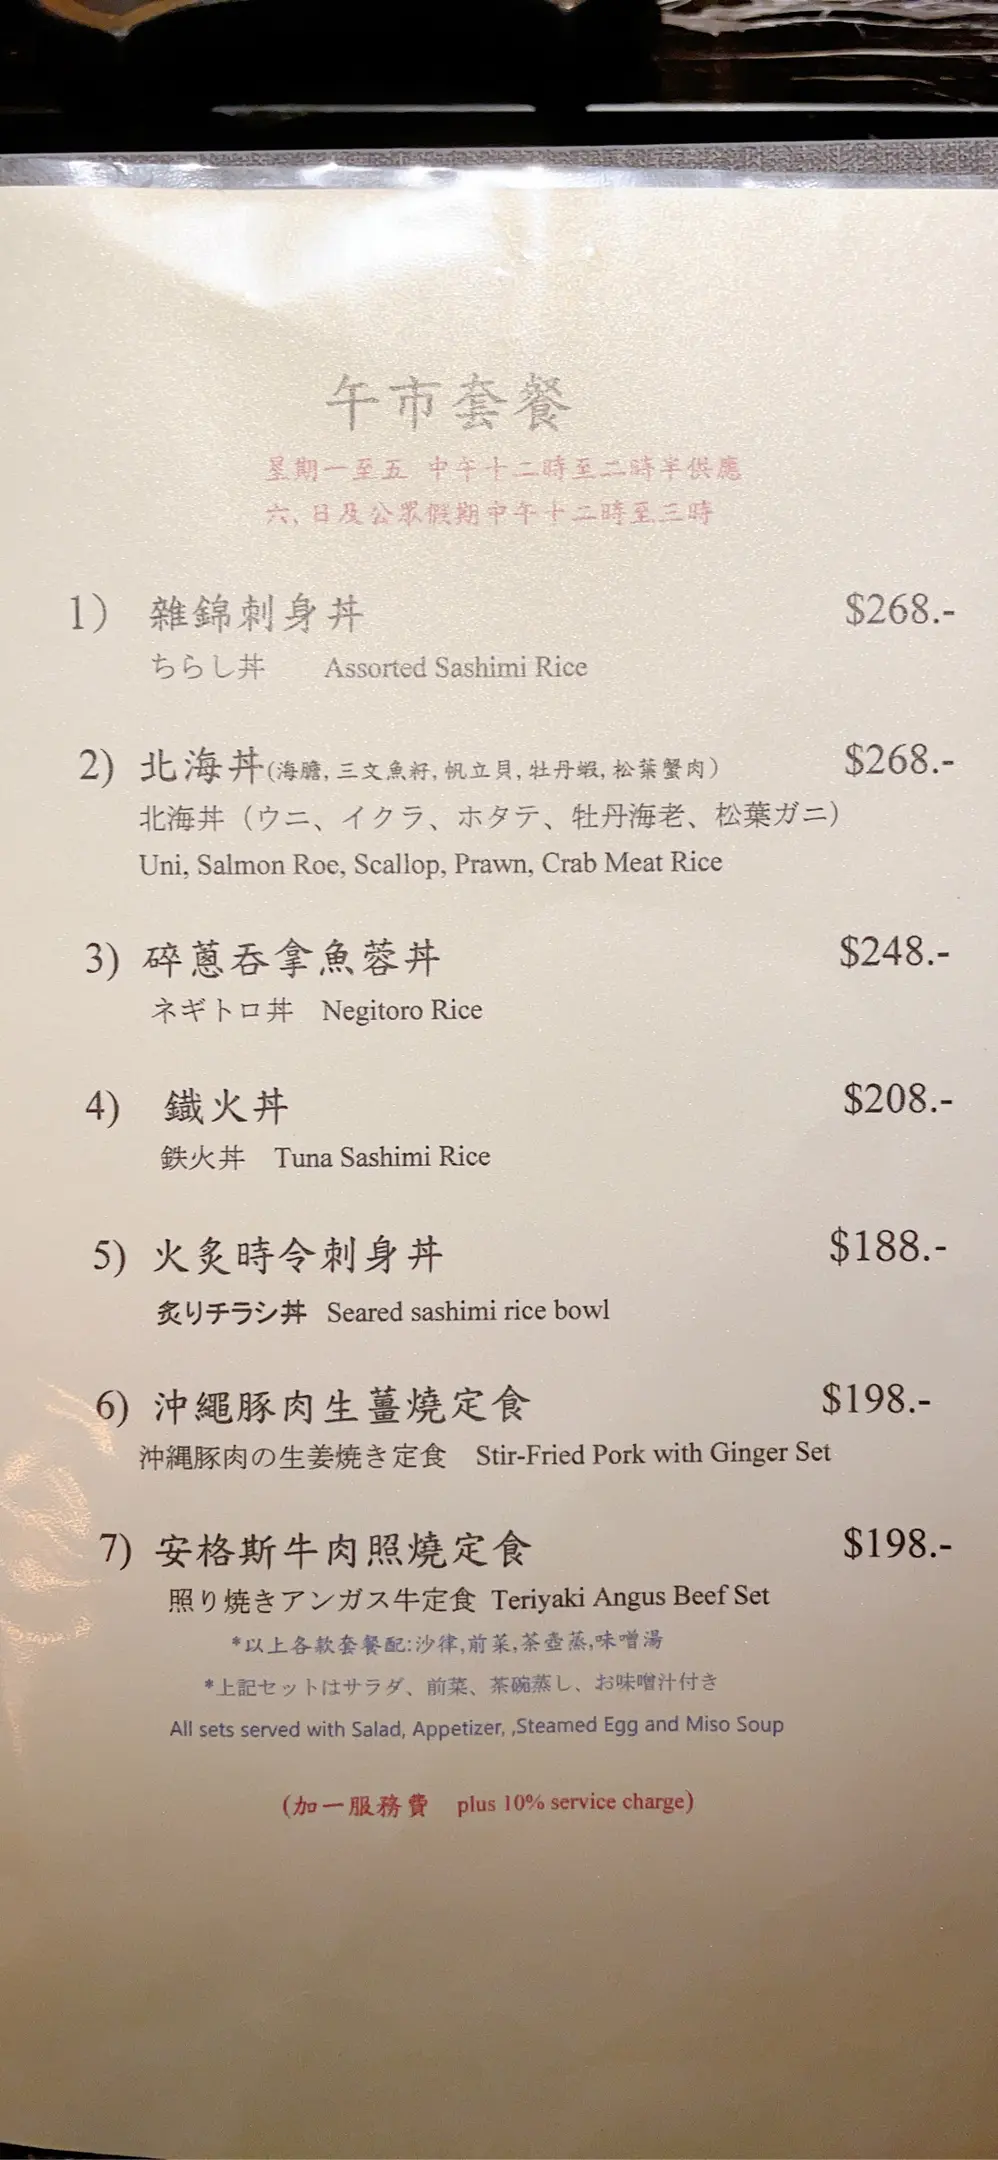 午市套餐
星期一至五 中午十二時至二時半供應
六,日及公眾假期中午十二時至三時
1) 雜錦刺身丼 $268.-
ちらし丼 Assorted Sashimi Rice
2) 北海丼(海膽,三文魚籽,帆立貝,牡丹蝦,松葉蟹肉) $268.-
北海丼（ウニ、イクラ、ホタテ、牡丹海老、松葉ガニ）
Uni, Salmon Roe, Scallop, Prawn, Crab Meat Rice
3) 碎蔥吞拿魚蓉丼 $248.-
ネギトロ丼 Negitoro Rice
4) 鐵火丼 $208.-
鉄火丼 Tuna Sashimi Rice
5) 火炙時令刺身丼 $188.-
炙りチラシ丼 Seared sashimi rice bowl
6) 沖繩豚肉生薑燒定食 $198.-
沖縄豚肉の生姜焼き定食 Stir-Fried Pork with Ginger Set
7) 安格斯牛肉照燒定食 $198.-
照り焼きアンガス牛定食 Teriyaki Angus Beef Set
*以上各款套餐配:沙律,前菜,茶壺蒸,味噌湯
*上記セットはサラダ、前菜、茶碗蒸し、お味噌汁付き
All sets served with Salad, Appetizer, ,Steamed Egg and Miso Soup
(加一服務費 plus 10% service charge)